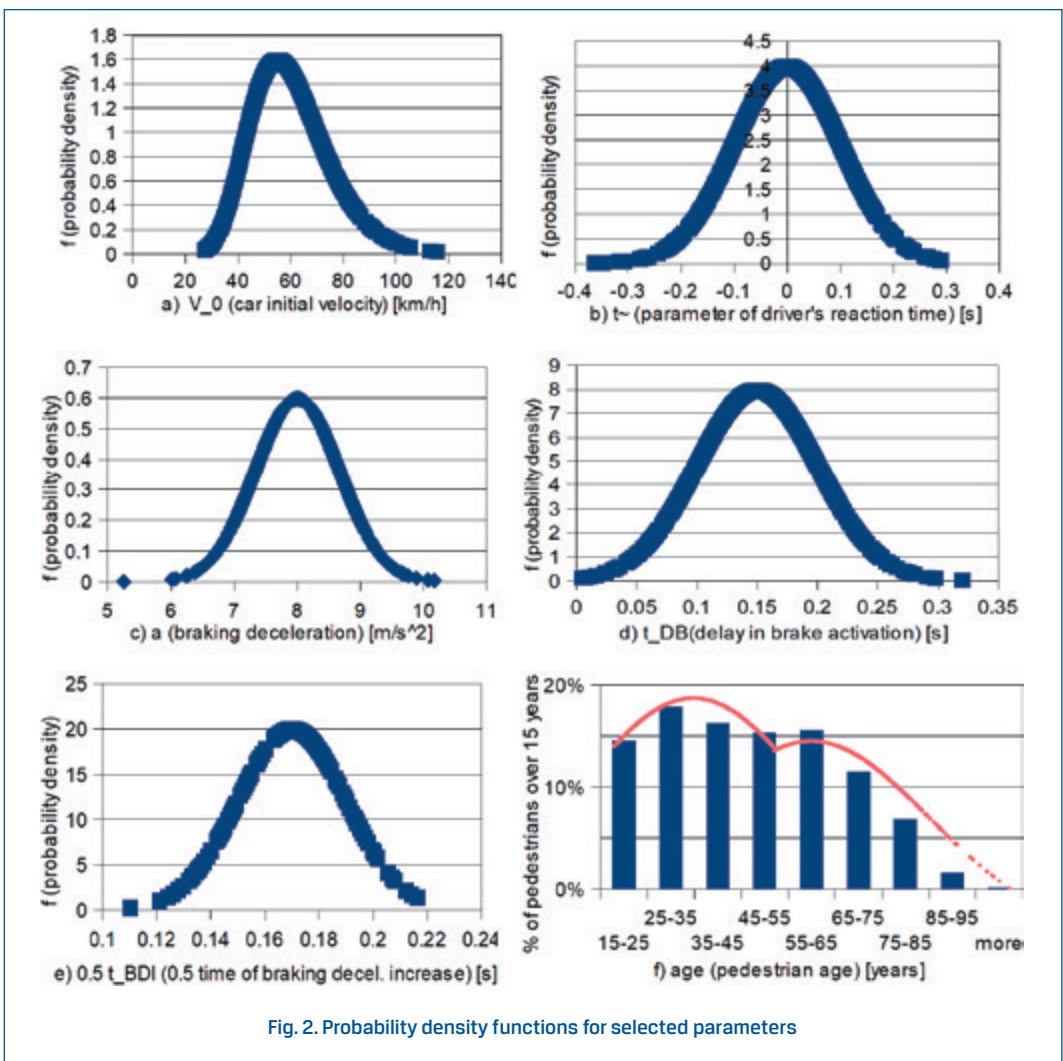 f (probability density)
1.8
1.6
1.4
1.2
1
0.8
0.6
0.4
0.2
0
0 20 40 60 80 100 120 140
a) V_0 (car initial velocity) [km/h]
f (probability density)
4.5
4
3.5
3
2.5
2
1.5
1
0.5
0
-0.4 -0.3 -0.2 -0.1 0 0.1 0.2 0.3 0.4
b) t~ (parameter of driver's reaction time) [s]
f (probability density)
0.7
0.6
0.5
0.4
0.3
0.2
0.1
0
5 6 7 8 9 10 11
c) a (braking deceleration) [m/s^2]
f (probability density)
9
8
7
6
5
4
3
2
1
0
0 0.05 0.1 0.15 0.2 0.25 0.3 0.35
d) t_DB(delay in brake activation) [s]
f (probability density)
25
20
15
10
5
0
0.1 0.12 0.14 0.16 0.18 0.2 0.22 0.24
e) 0.5 t_BDI (0.5 time of braking decel. increase) [s]
% of pedestrians over 15 years
20%
10%
0%
25-35 45-55 65-75 85-95
15-25 35-45 55-65 75-85 more
f) age (pedestrian age) [years]
Fig. 2. Probability density functions for selected parameters